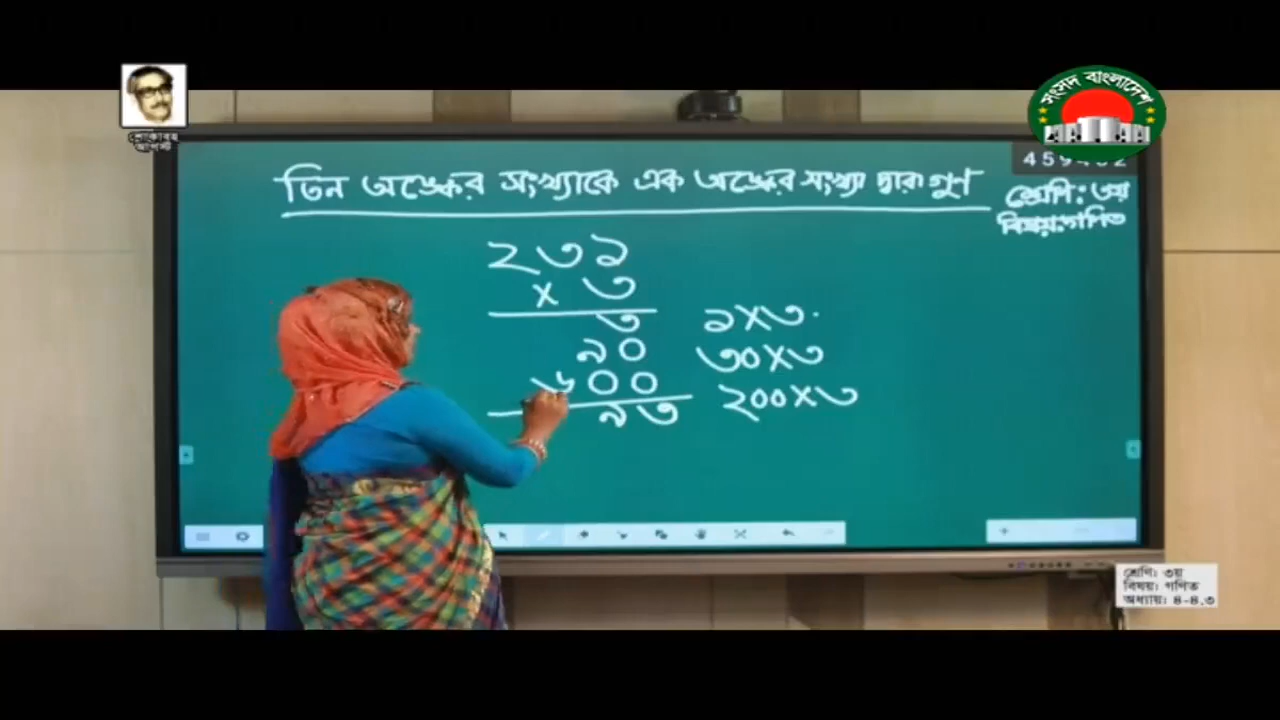 সংসদ বাংলাদেশ
তিন অঙ্কের সংখ্যাকে এক অঙ্কের সংখ্যা দ্বারা গুণ
শ্রেণি: ৩য়
বিষয়: গণিত
২৩১
× ৩
৩ ১×৩
৯০ ৩০×৩
৬০০ ২০০×৩
৯৩
শ্রেণি: ৩য়
বিষয়: গণিত
অধ্যায়: ৪-৪.৩